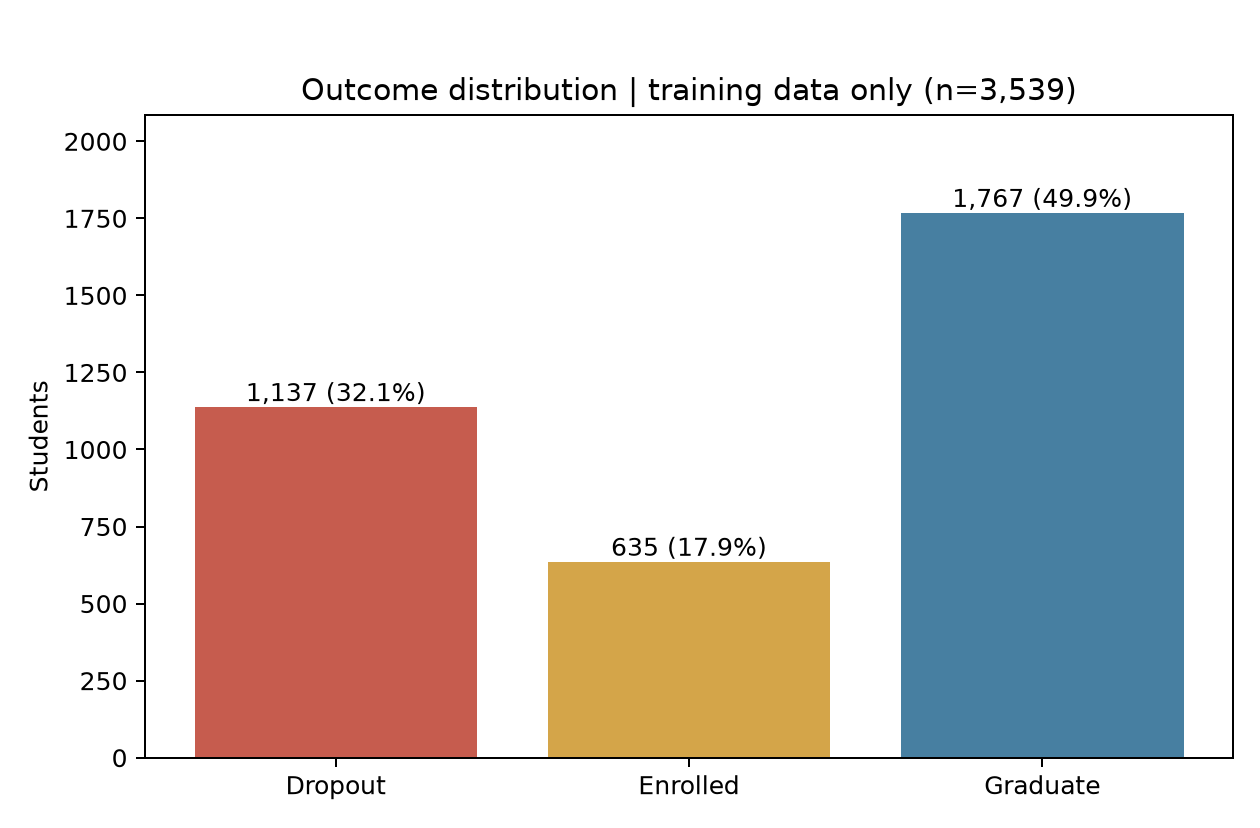 Outcome distribution | training data only (n=3,539)
Students
2000
1750
1500
1250
1000
750
500
250
0
1,137 (32.1%)
635 (17.9%)
1,767 (49.9%)
Dropout
Enrolled
Graduate